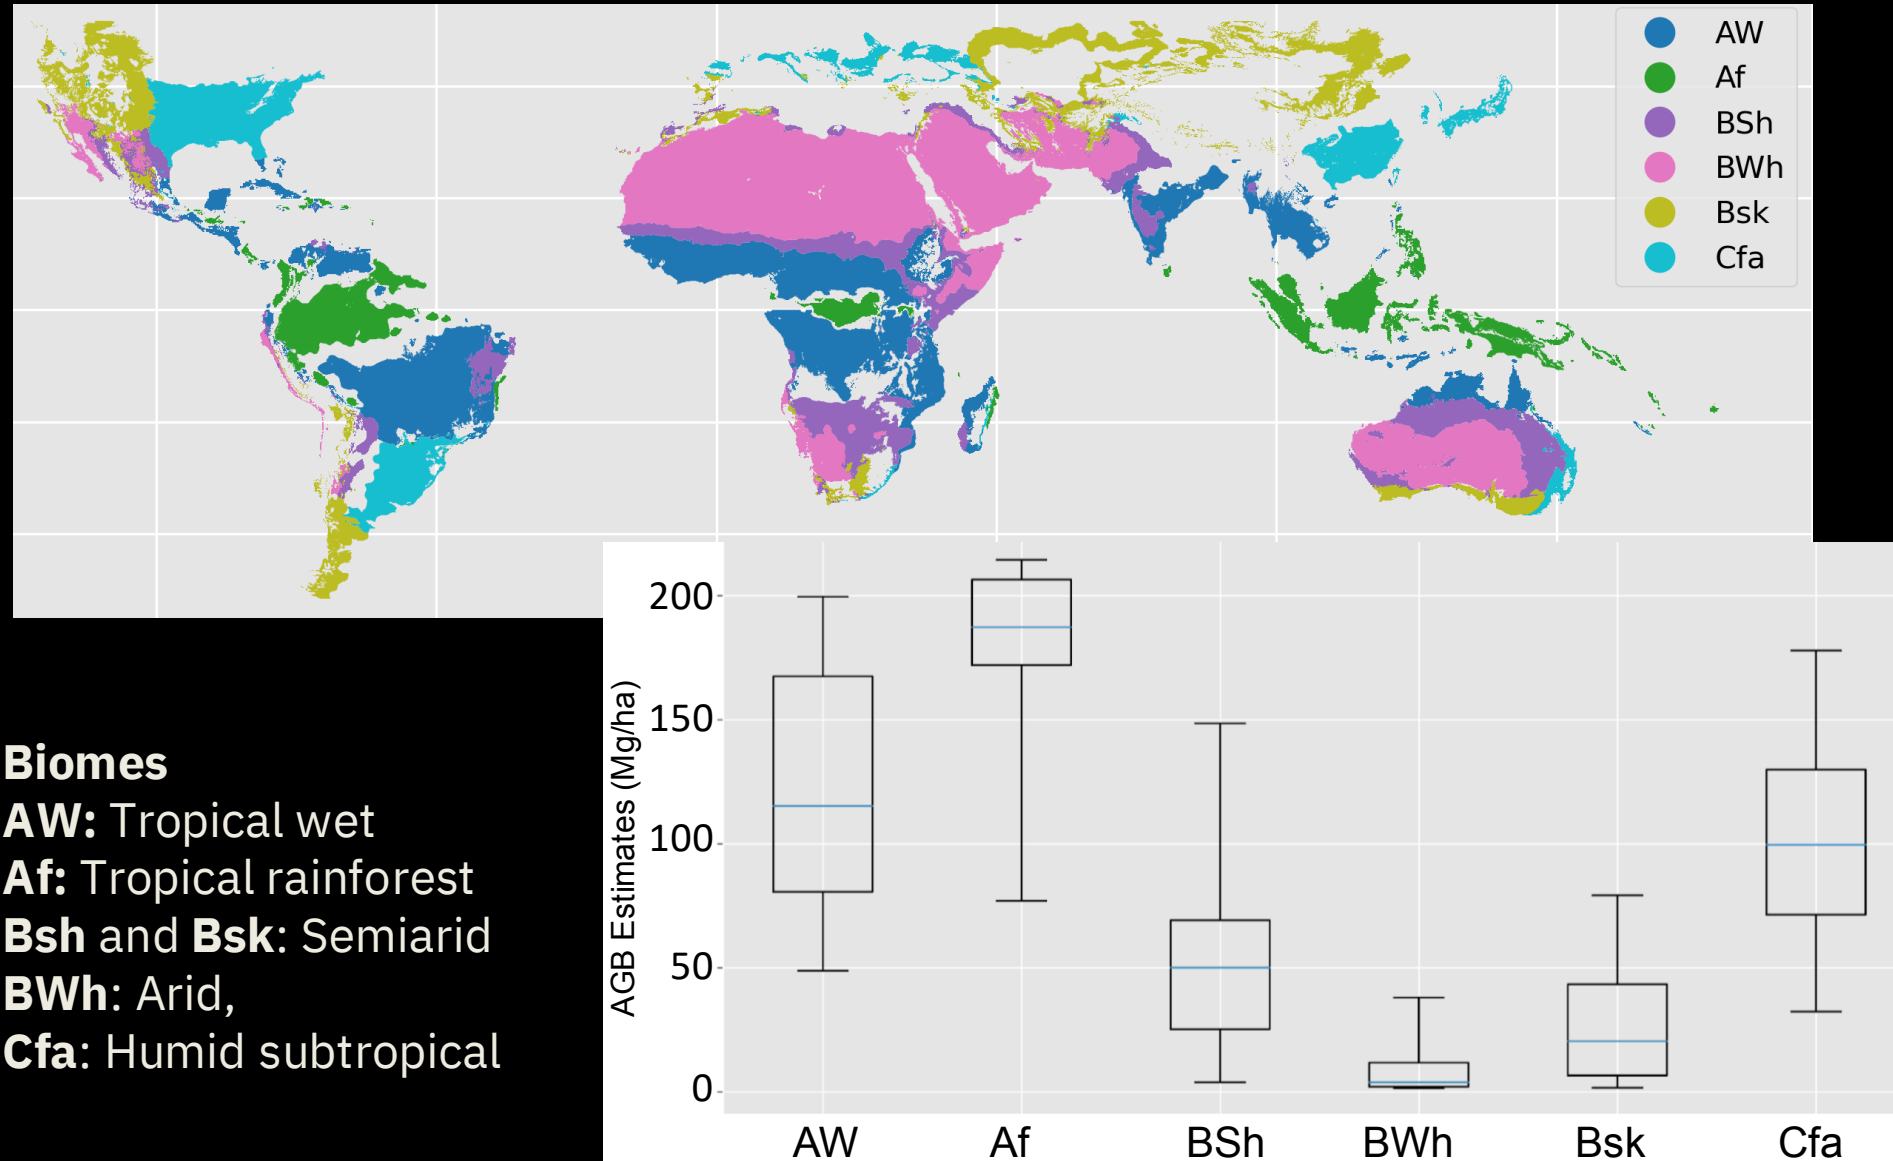 AW
Af
BSh
BWh
Bsk
Cfa
Biomes
AW: Tropical wet
Af: Tropical rainforest
Bsh and Bsk: Semiarid
BWh: Arid,
Cfa: Humid subtropical
AGB Estimates (Mg/ha)
200
150
100
50
0
AW Af BSh BWh Bsk Cfa